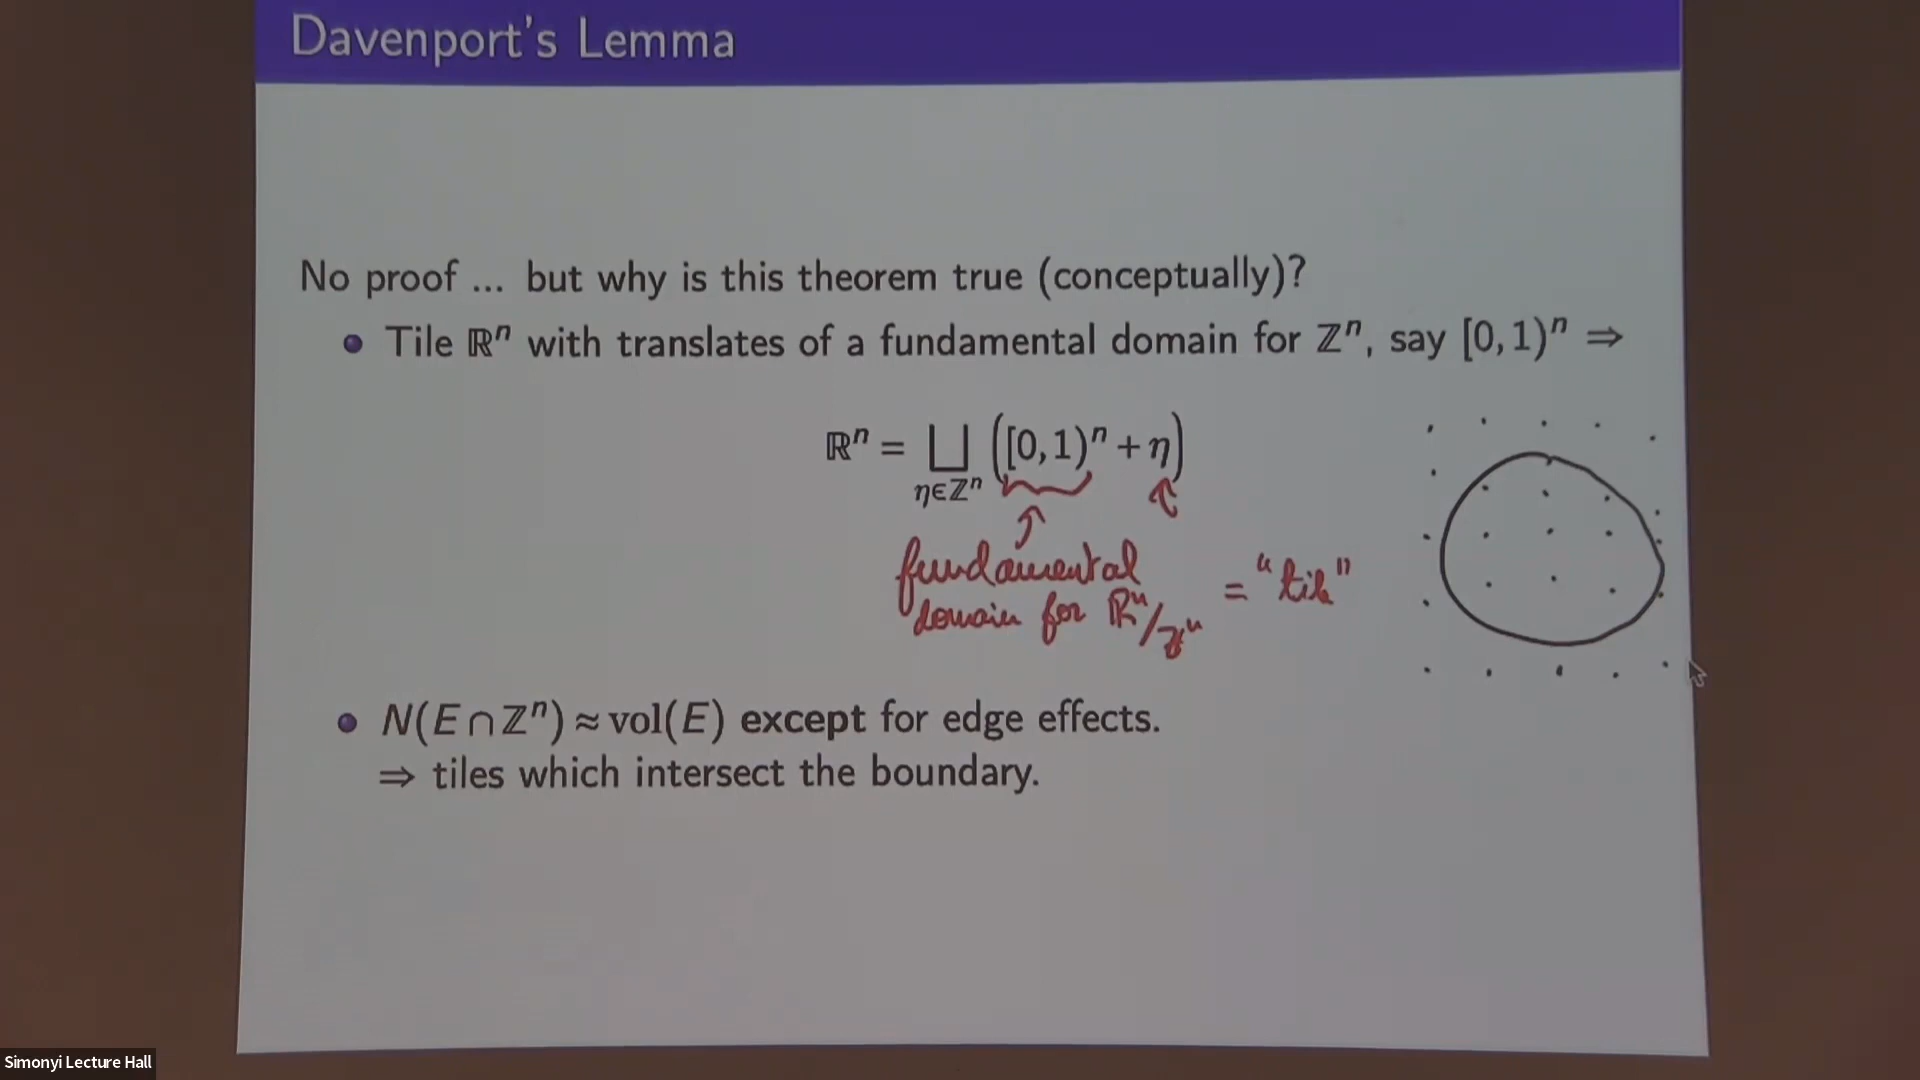 Davenport's Lemma
No proof ... but why is this theorem true (conceptually)?
Tile ℝⁿ with translates of a fundamental domain for ℤⁿ, say [0, 1)ⁿ ⇒
ℝⁿ = ⨆ ([0, 1)ⁿ + η)
η∈ℤⁿ
fundamental
domain for ℝⁿ/ℤⁿ
= "tile"
N(E ∩ ℤⁿ) ≈ vol(E) except for edge effects.
⇒ tiles which intersect the boundary.
Simonyi Lecture Hall